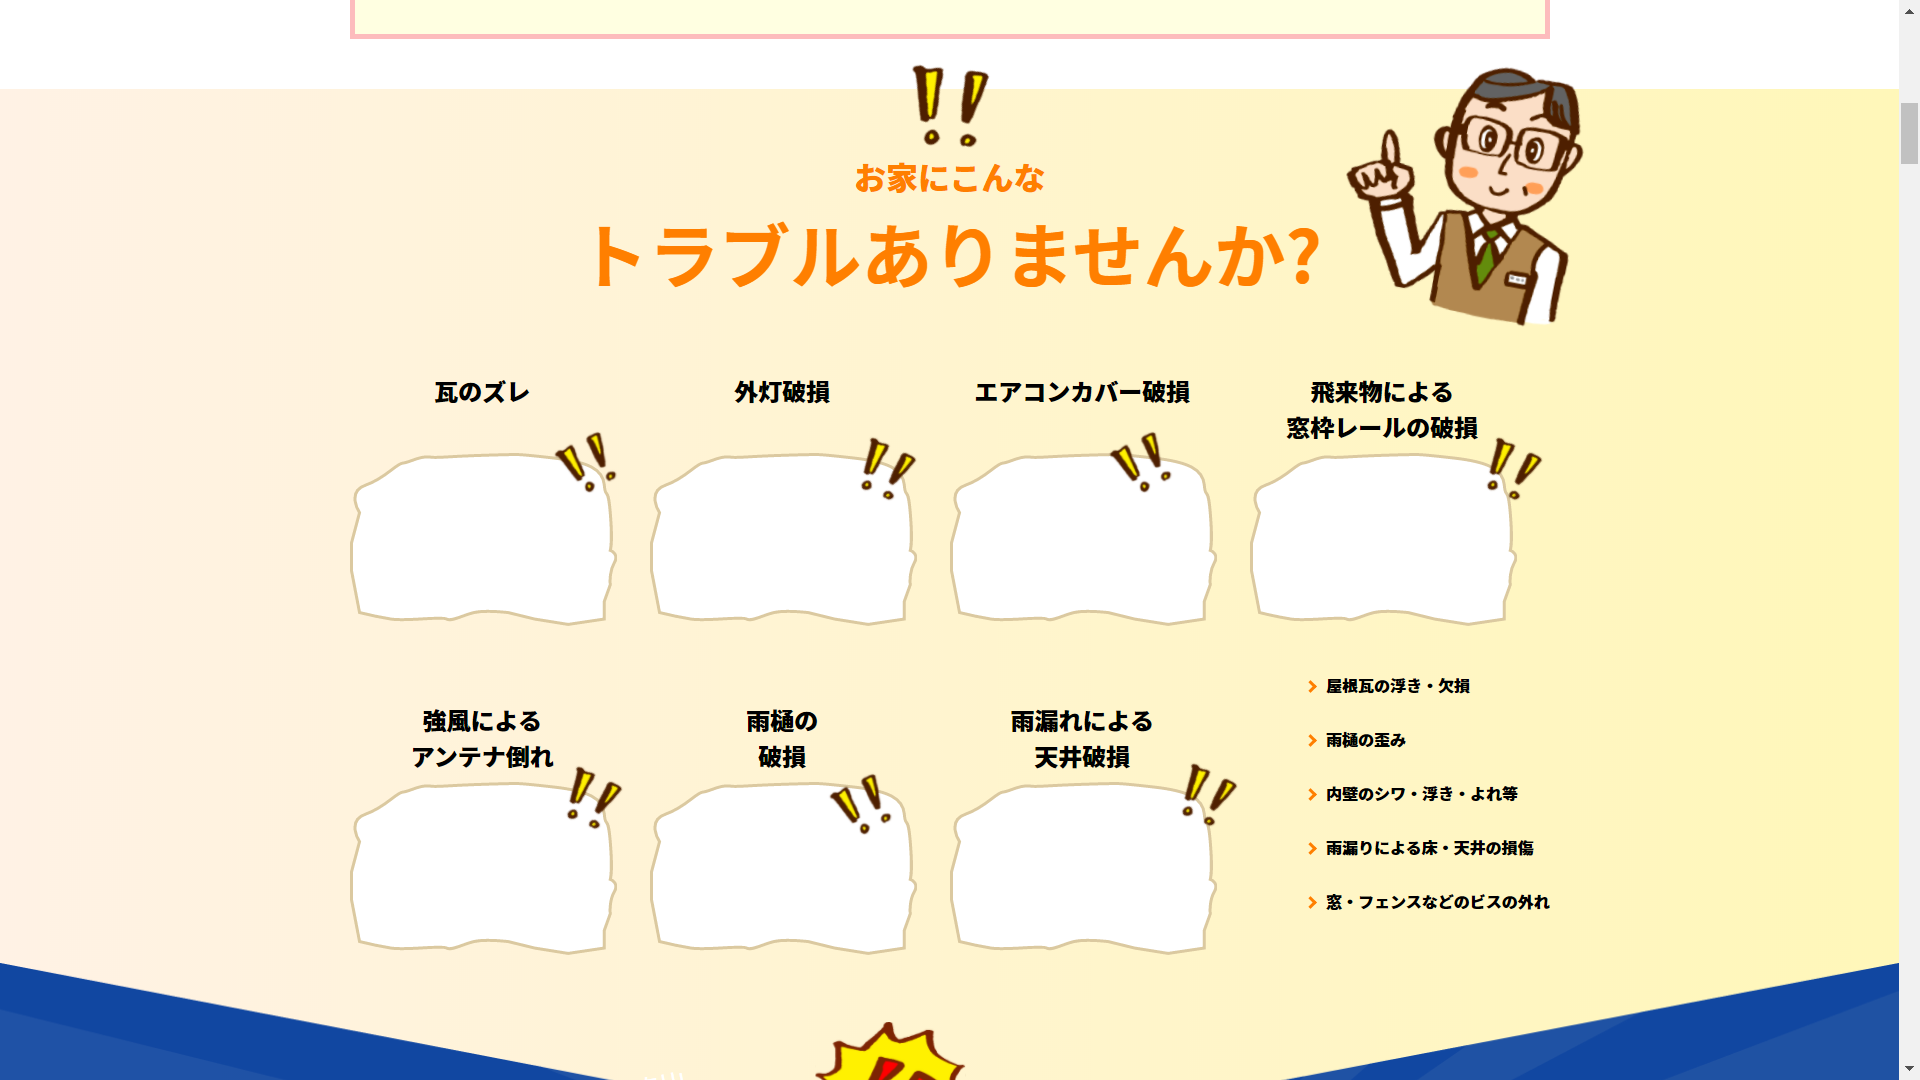 お家にこんな
トラブルありませんか?
瓦のズレ
外灯破損
エアコンカバー破損
飛来物による
窓枠レールの破損
強風による
アンテナ倒れ
雨樋の
破損
雨漏れによる
天井破損
屋根瓦の浮き・欠損
雨樋の歪み
内壁のシワ・浮き・よれ等
雨漏りによる床・天井の損傷
窓・フェンスなどのビスの外れ